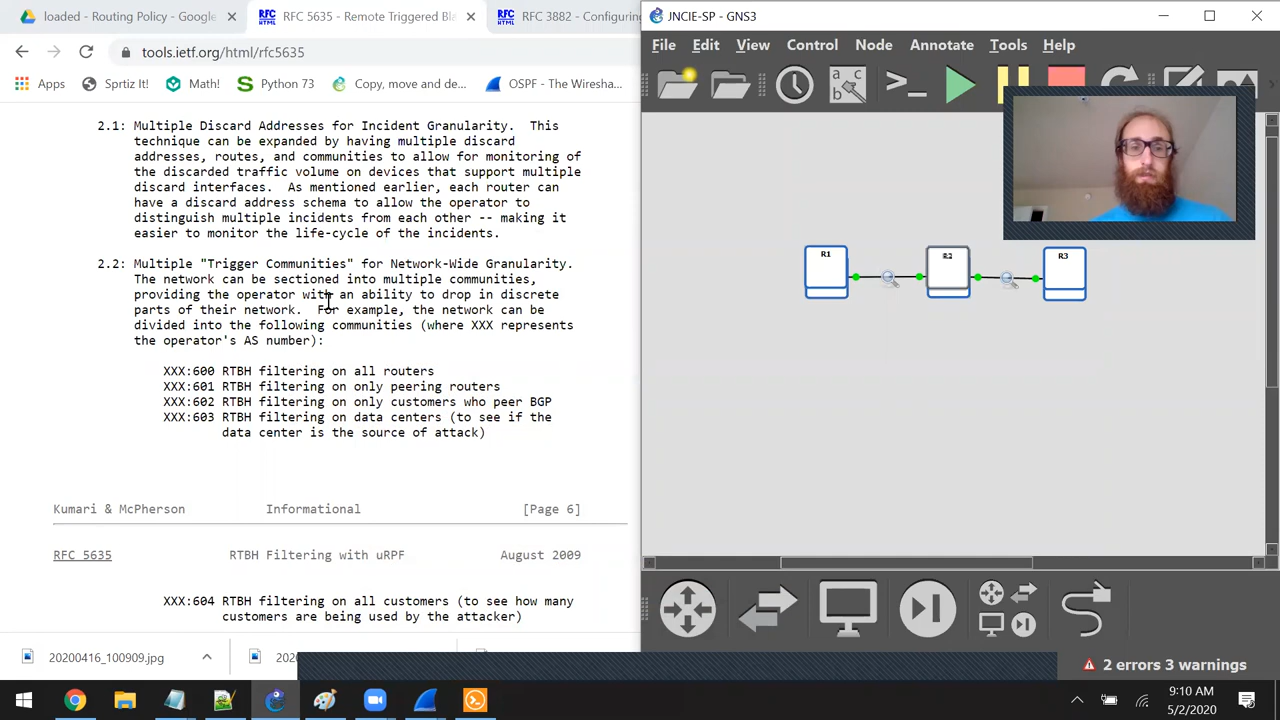 loaded - Routing Policy - Google
RFC 5635 - Remote Triggered Bla
RFC 3882 - Configuring
JNCIE-SP - GNS3
tools.ietf.org/html/rfc5635
File Edit View Control Node Annotate Tools Help
Apps Sprtiz It! Math! Python 73 Copy, move and de... OSPF - The Wiresha...
2.1: Multiple Discard Addresses for Incident Granularity. This
technique can be expanded by having multiple discard
addresses, routes, and communities to allow for monitoring of
the discarded traffic volume on devices that support multiple
discard interfaces. As mentioned earlier, each router can
have a discard address schema to allow the operator to
distinguish multiple incidents from each other -- making it
easier to monitor the life-cycle of the incidents.
2.2: Multiple "Trigger Communities" for Network-Wide Granularity.
The network can be sectioned into multiple communities,
providing the operator with an ability to drop in discrete
parts of their network. For example, the network can be
divided into the following communities (where XXX represents
the operator's AS number):
XXX:600 RTBH filtering on all routers
XXX:601 RTBH filtering on only peering routers
XXX:602 RTBH filtering on only customers who peer BGP
XXX:603 RTBH filtering on data centers (to see if the
data center is the source of attack)
Kumari & McPherson Informational [Page 6]
RFC 5635 RTBH Filtering with uRPF August 2009
XXX:604 RTBH filtering on all customers (to see how many
customers are being used by the attacker)
a c
b
R1
R2
R3
20200416_100909.jpg
2 errors 3 warnings
9:10 AM
5/2/2020